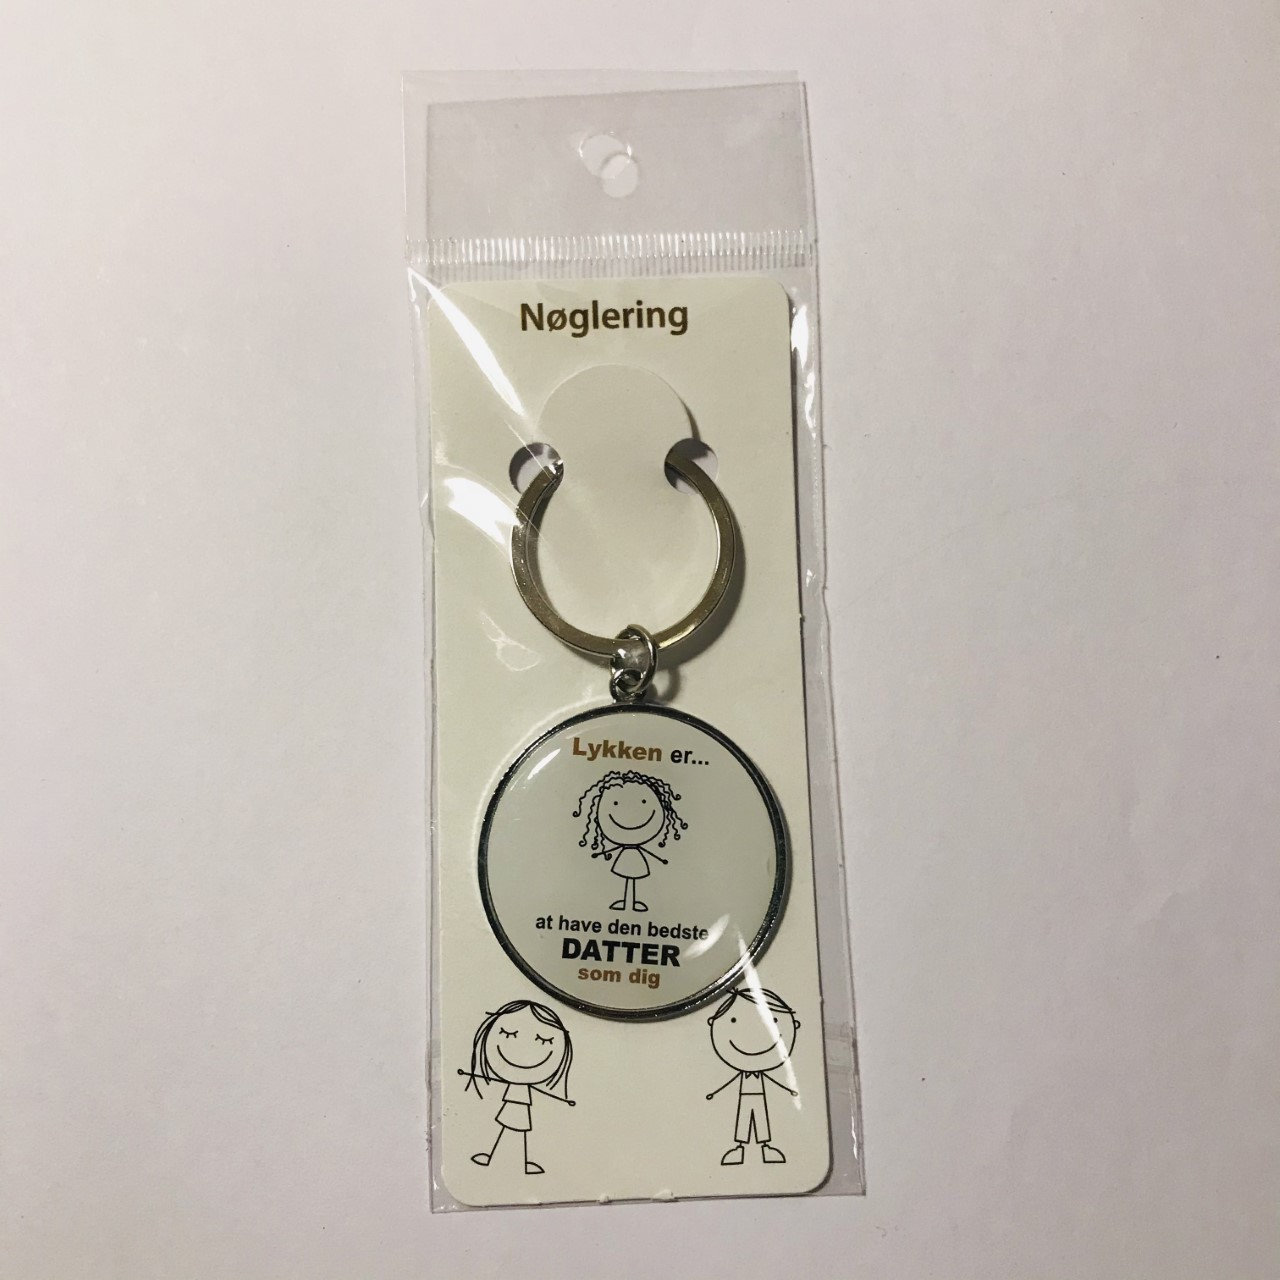 Nøglering
Lykken er...
at have den bedste
DATTER
som dig